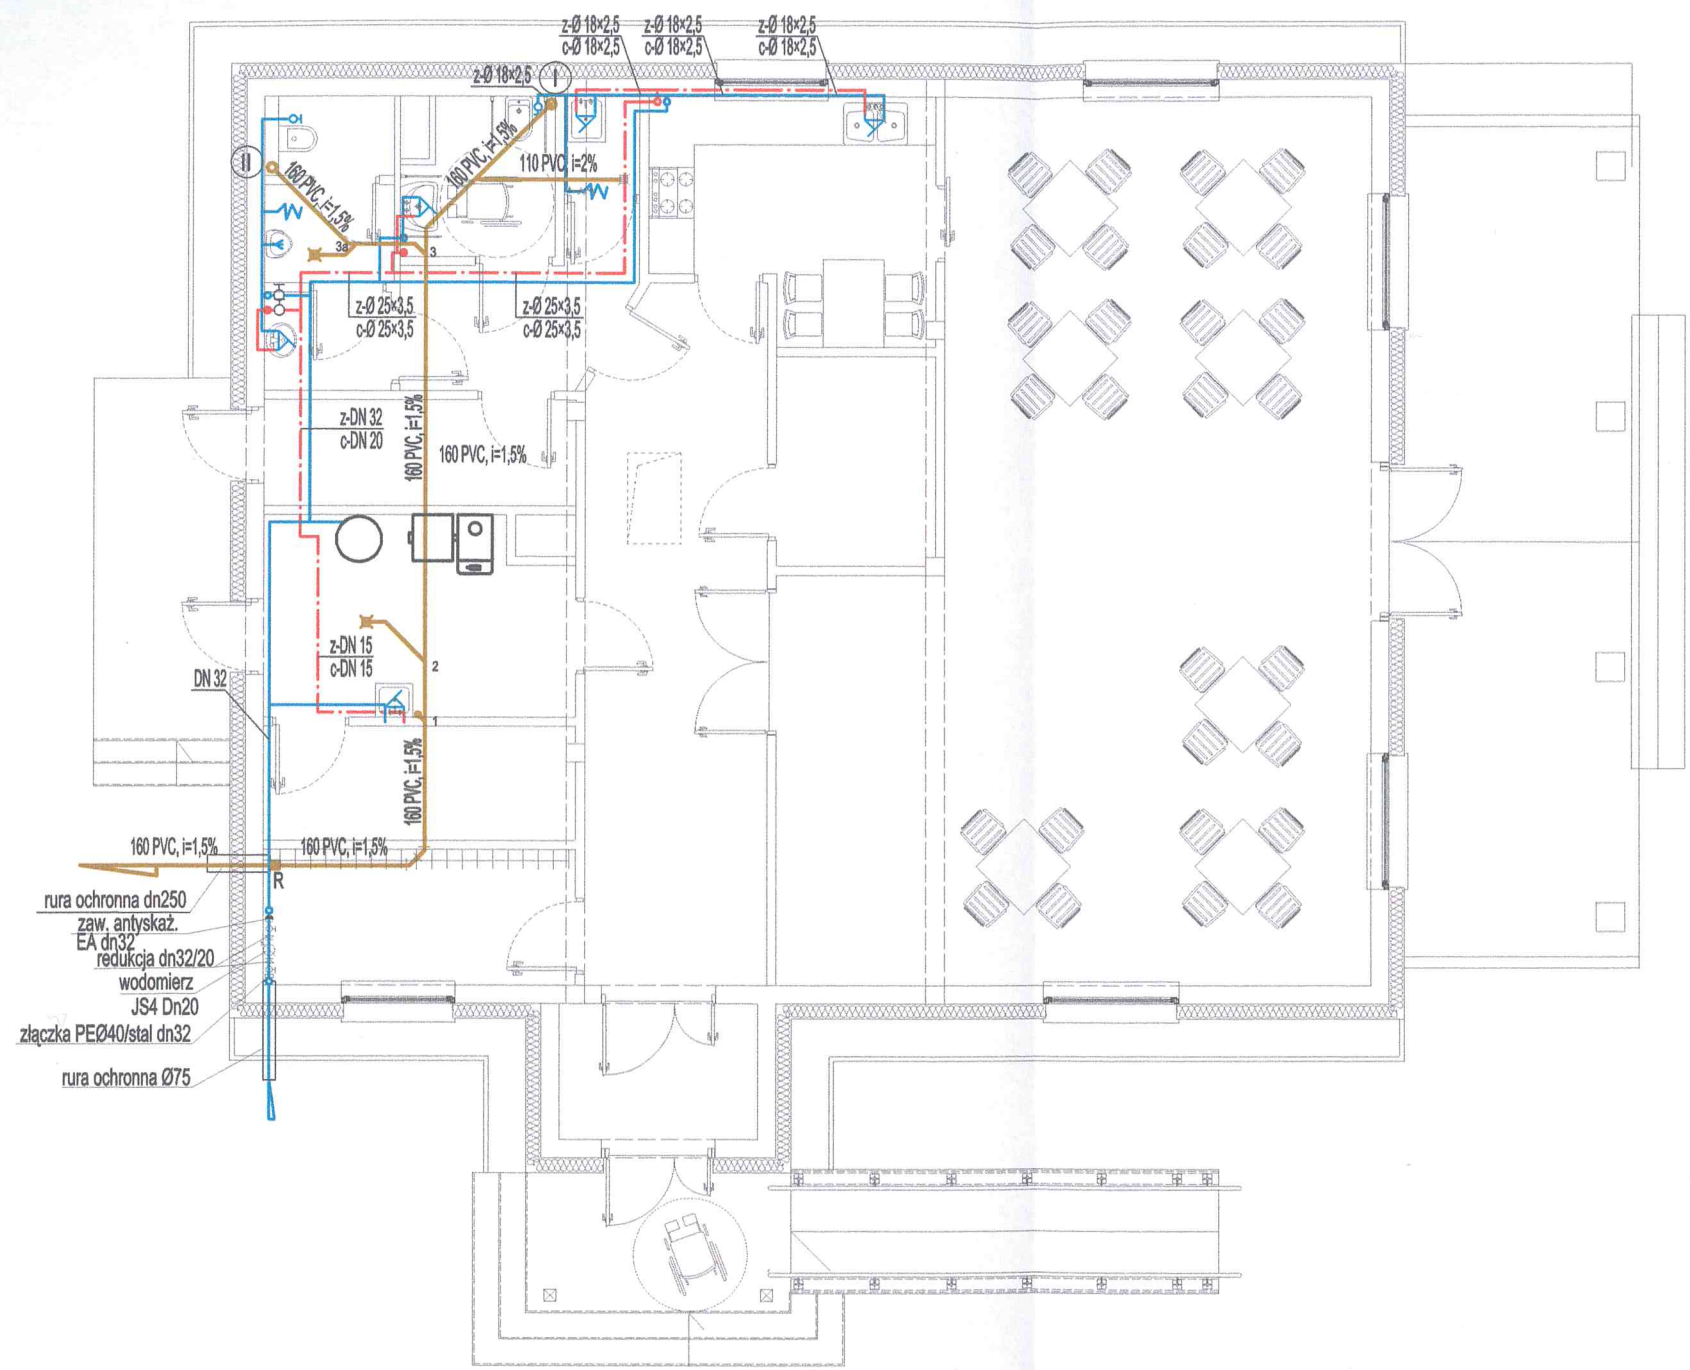 z-Ø 18×2,5
c-Ø 18×2,5
z-Ø 18×2,5
c-Ø 18×2,5
z-Ø 18×2,5
c-Ø 18×2,5
z-Ø 18×2,5
I
II
160 PVC, i=1,5%
160 PVC, i=1,5%
110 PVC, i=2%
3a
3
z-Ø 25×3,5
c-Ø 25×3,5
z-Ø 25×3,5
c-Ø 25×3,5
z-DN 32
c-DN 20
160 PVC, i=1,5%
160 PVC, i=1,5%
z-DN 15
c-DN 15
2
DN 32
1
160 PVC, i=1,5%
160 PVC, i=1,5%
160 PVC, i=1,5%
R
rura ochronna dn250
zaw. antyskaż.
EA dn32
redukcja dn32/20
wodomierz
JS4 Dn20
złączka PEØ40/stal dn32
rura ochronna Ø75